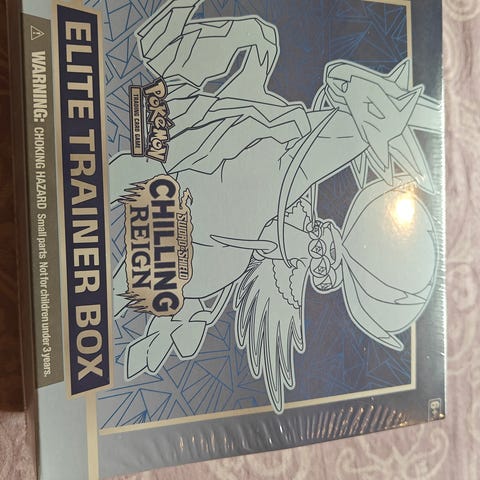 POKÉMON
TRADING CARD GAME
SWORD & SHIELD
CHILLING
REIGN
6+
ELITE TRAINER BOX
WARNING: CHOKING HAZARD Small parts Not for children under 3 years.